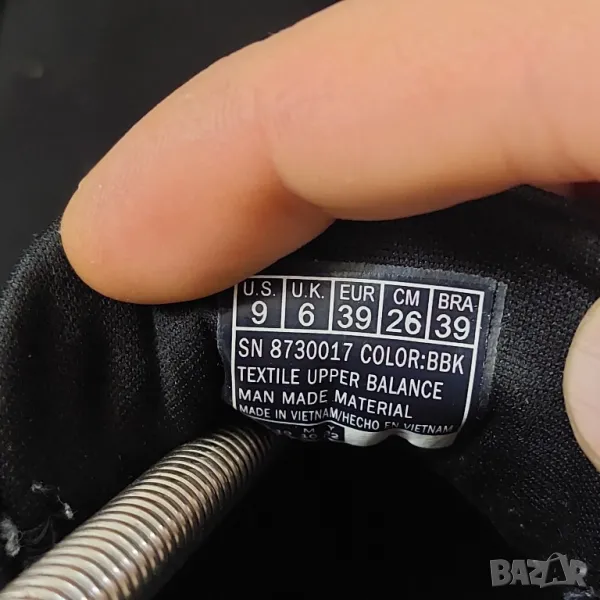 U.S. U.K. EUR CM BRA
9 6 39 26 39
SN 8730017 COLOR:BBK
TEXTILE UPPER BALANCE
MAN MADE MATERIAL
MADE IN VIETNAM/HECHO EN VIETNAM
M Y
BAZAR